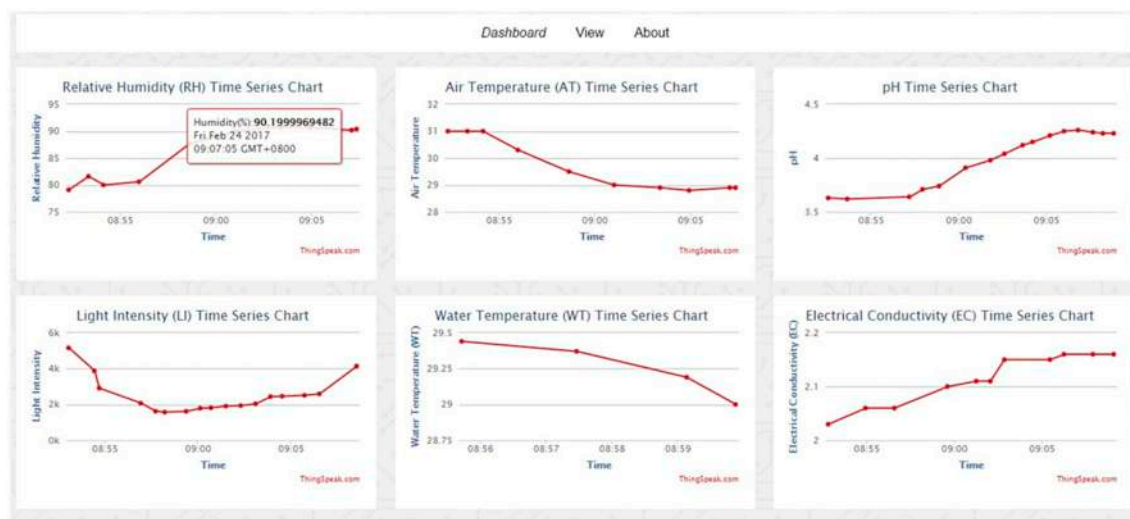 Dashboard View About
Relative Humidity (RH) Time Series Chart
95
90
85
80
75
Relative Humidity
Humidity(%):90.1999969482
Fri Feb 24 2017
09:07:05 GMT+0800
08:55 09:00 09:05
Time
ThingSpeak.com
Air Temperature (AT) Time Series Chart
32
31
30
29
28
Air Temperature
08:55 09:00 09:05
Time
ThingSpeak.com
pH Time Series Chart
4.5
4
3.5
pH
08:55 09:00 09:05
Time
ThingSpeak.com
Light Intensity (LI) Time Series Chart
6k
4k
2k
0k
Light Intensity
08:55 09:00 09:05
Time
ThingSpeak.com
Water Temperature (WT) Time Series Chart
29.5
29.25
29
28.75
Water Temperature (WT)
08:56 08:57 08:58 08:59
Time
ThingSpeak.com
Electrical Conductivity (EC) Time Series Chart
2.2
2.1
2
Electrical Conductivity (EC)
08:55 09:00 09:05
Time
ThingSpeak.com